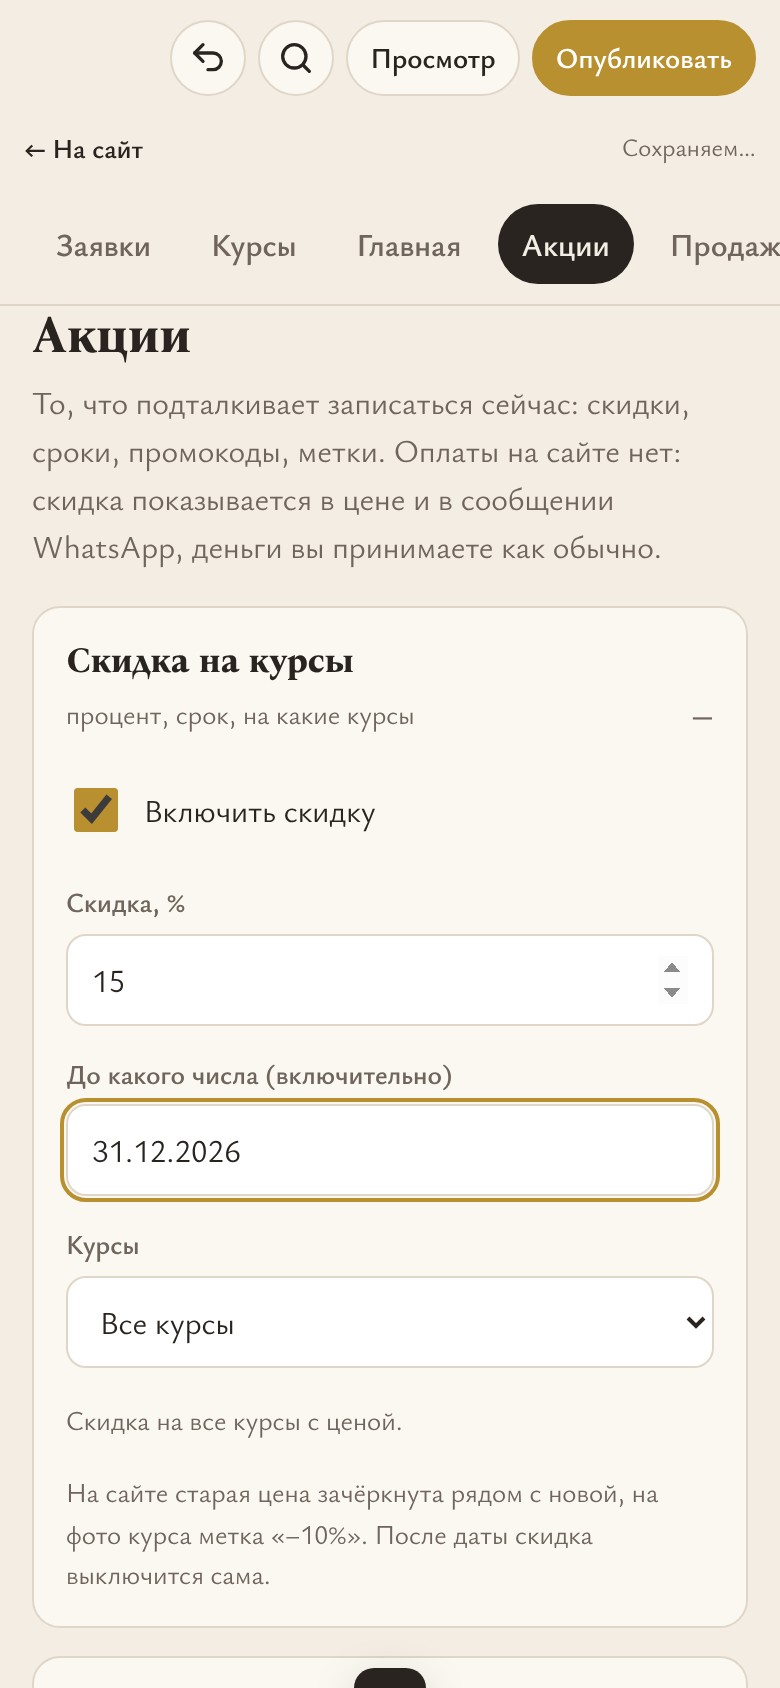 Просмотр
Опубликовать
← На сайт
Сохраняем...
Заявки
Курсы
Главная
Акции
Продаж
Акции
То, что подталкивает записаться сейчас: скидки,
сроки, промокоды, метки. Оплаты на сайте нет:
скидка показывается в цене и в сообщении
WhatsApp, деньги вы принимаете как обычно.
Скидка на курсы
процент, срок, на какие курсы
–
Включить скидку
Скидка, %
15
До какого числа (включительно)
31.12.2026
Курсы
Все курсы
Скидка на все курсы с ценой.
На сайте старая цена зачёркнута рядом с новой, на
фото курса метка «–10%». После даты скидка
выключится сама.